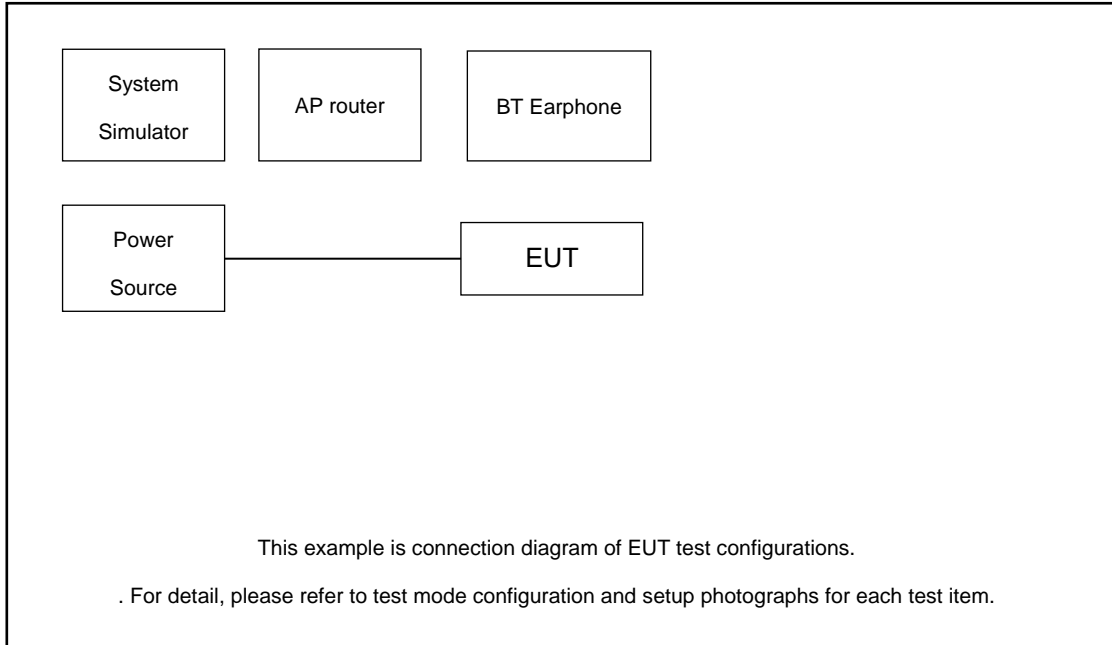 System
Simulator
AP router
BT Earphone
Power
Source
EUT
This example is connection diagram of EUT test configurations.
. For detail, please refer to test mode configuration and setup photographs for each test item.